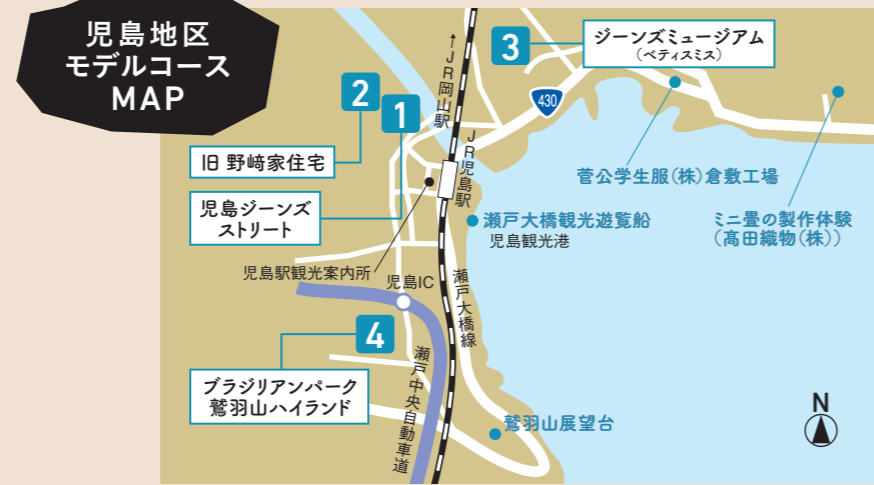 児島地区
モデルコース
MAP
3
ジーンズミュージアム
(ベティスミス)
↑JR岡山駅
430
2
1
JR児島駅
旧 野﨑家住宅
菅公学生服(株)倉敷工場
児島ジーンズ
ストリート
瀬戸大橋観光遊覧船
児島観光港
ミニ畳の製作体験
(髙田織物(株))
児島駅観光案内所
児島IC
瀬戸大橋線
4
瀬戸中央自動車道
ブラジリアンパーク
鷲羽山ハイランド
鷲羽山展望台
N